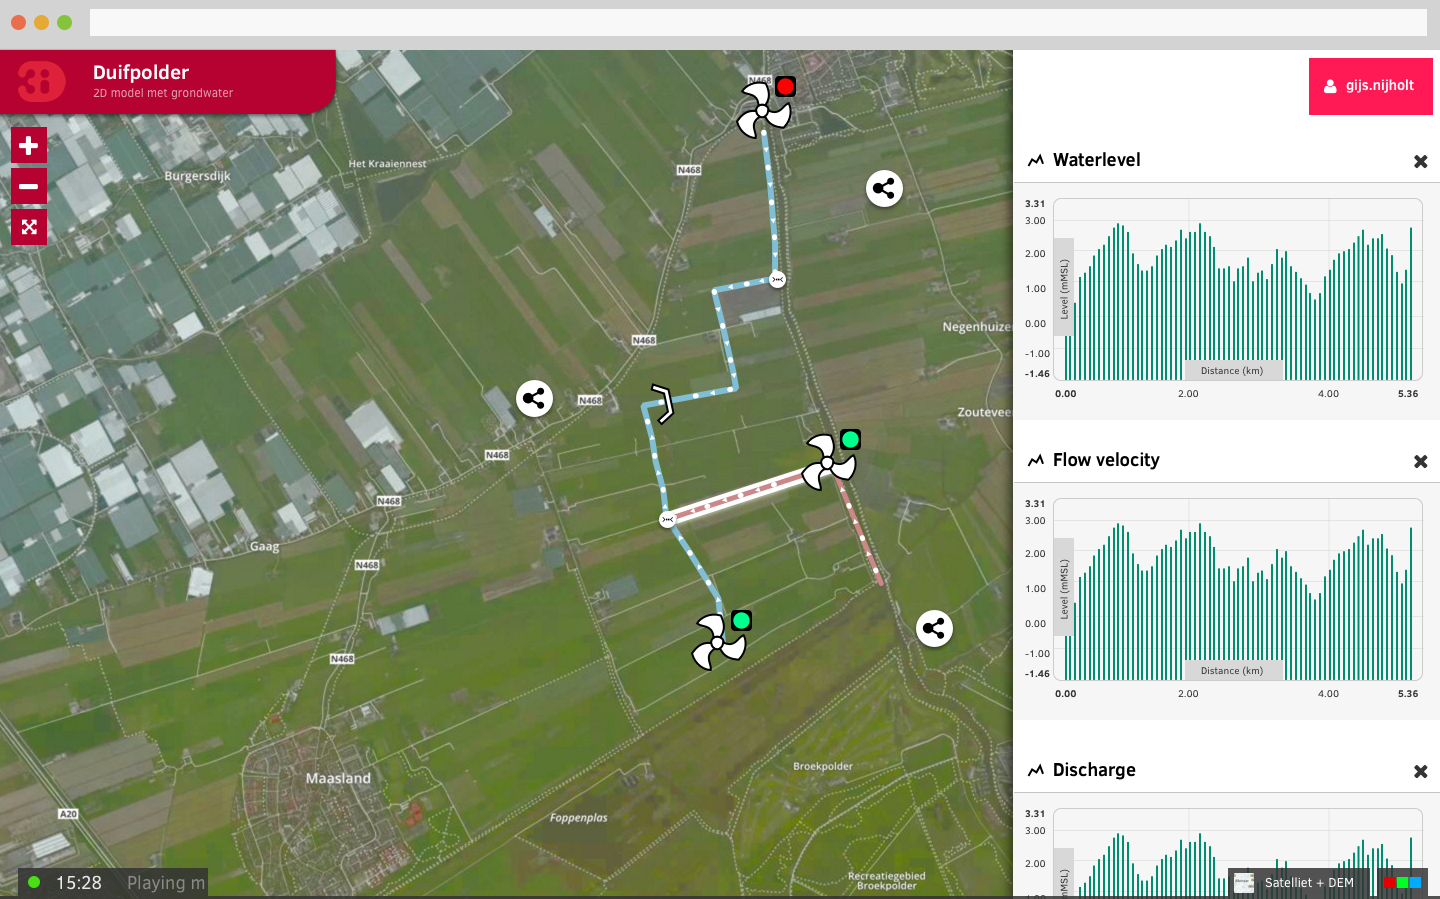 Duifpolder
2D model met grondwater
gijs.nijholt
N468
Het Kraaiennest
Burgersdijk
N468
N468
N468
N468
Negenhuize
Zouteveen
N468
Gaag
N468
N468
Maasland
A20
Broekpolder
Foppenplas
Recreatiegebied
Broekpolder
15:28 Playing m
Waterlevel
3.31
3.00
2.00
1.00
0.00
-1.00
-1.46
Level (mMSL)
Distance (km)
0.00 2.00 4.00 5.36
Flow velocity
3.31
3.00
2.00
1.00
0.00
-1.00
-1.46
Level (mMSL)
Distance (km)
0.00 2.00 4.00 5.36
Discharge
3.31
3.00
2.00
mMSL)
Satelliet + DEM